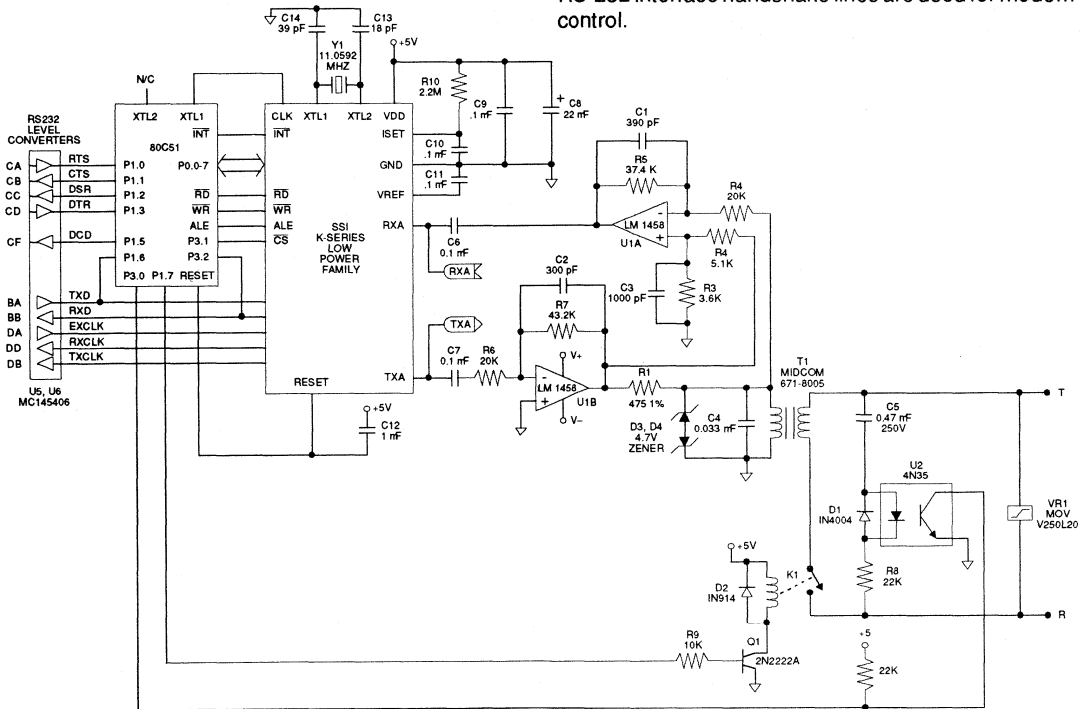 RS-232 interface handshake lines are used for modem
control.
C14
39 pF
C13
18 pF
Y1
11.0592
MHZ
+5V
N/C
R10
2.2M
C9
.1 mF
+
C8
22 mF
C1
390 pF
R5
37.4 K
R4
20K
XTL2
XTL1
CLK
XTL1
XTL2
VDD
RS232
LEVEL
CONVERTERS
INT
INT
ISET
80C51
C10
.1 mF
CA
RTS
P1.0
P0.0-7
GND
CB
CTS
P1.1
C11
.1 mF
CC
DSR
P1.2
RD
RD
VREF
CD
DTR
P1.3
WR
WR
ALE
ALE
RXA
LM 1458
-
+
U1A
R4
5.1K
CF
DCD
P1.5
P3.1
CS
SSI
K-SERIES
LOW
POWER
FAMILY
C6
0.1 mF
P1.6
P3.2
RXA
P3.0
P1.7
RESET
C2
300 pF
C3
1000 pF
R3
3.6K
BA
TXD
R7
43.2K
BB
RXD
TXA
DA
EXCLK
DD
RXCLK
DB
TXCLK
TXA
C7
0.1 mF
R6
20K
V+
-
+
LM 1458
U1B
V–
R1
475 1%
T1
MIDCOM
671-8005
T
U5, U6
MC145406
RESET
+5V
C12
1 mF
D3, D4
4.7V
ZENER
C4
0.033 mF
C5
0.47 mF
250V
U2
4N35
D1
IN4004
VR1
MOV
V250L20
+5V
D2
IN914
K1
R8
22K
R
R9
10K
Q1
2N2222A
+5
22K